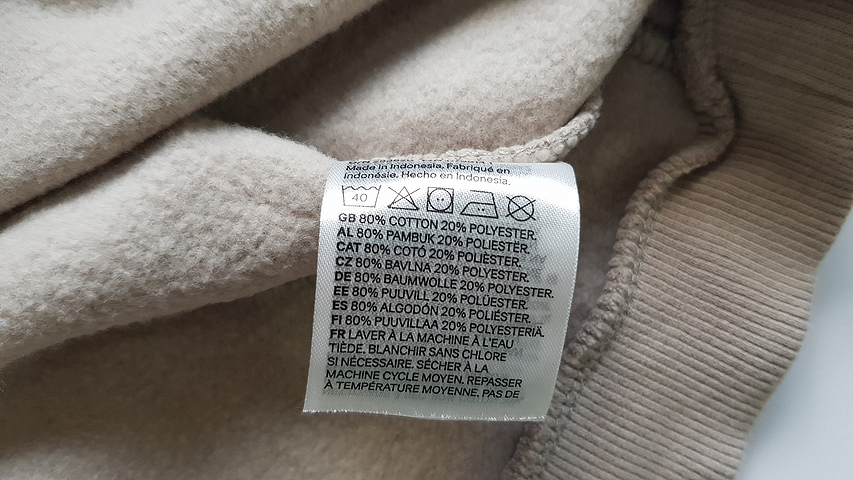 Made in Indonesia. Fabriqué en
Indonésie. Hecho en Indonesia.
40
GB 80% COTTON 20% POLYESTER.
AL 80% PAMBUK 20% POLIESTËR.
CAT 80% COTÓ 20% POLIÈSTER.
CZ 80% BAVLNA 20% POLYESTER.
DE 80% BAUMWOLLE 20% POLYESTER.
EE 80% PUUVILL 20% POLÜESTER.
ES 80% ALGODÓN 20% POLIÉSTER.
FI 80% PUUVILLAA 20% POLYESTERIÄ.
FR LAVER À LA MACHINE À L'EAU
TIÈDE. BLANCHIR SANS CHLORE
SI NÉCESSAIRE. SÉCHER À LA
MACHINE CYCLE MOYEN. REPASSER
À TEMPÉRATURE MOYENNE, PAS DE